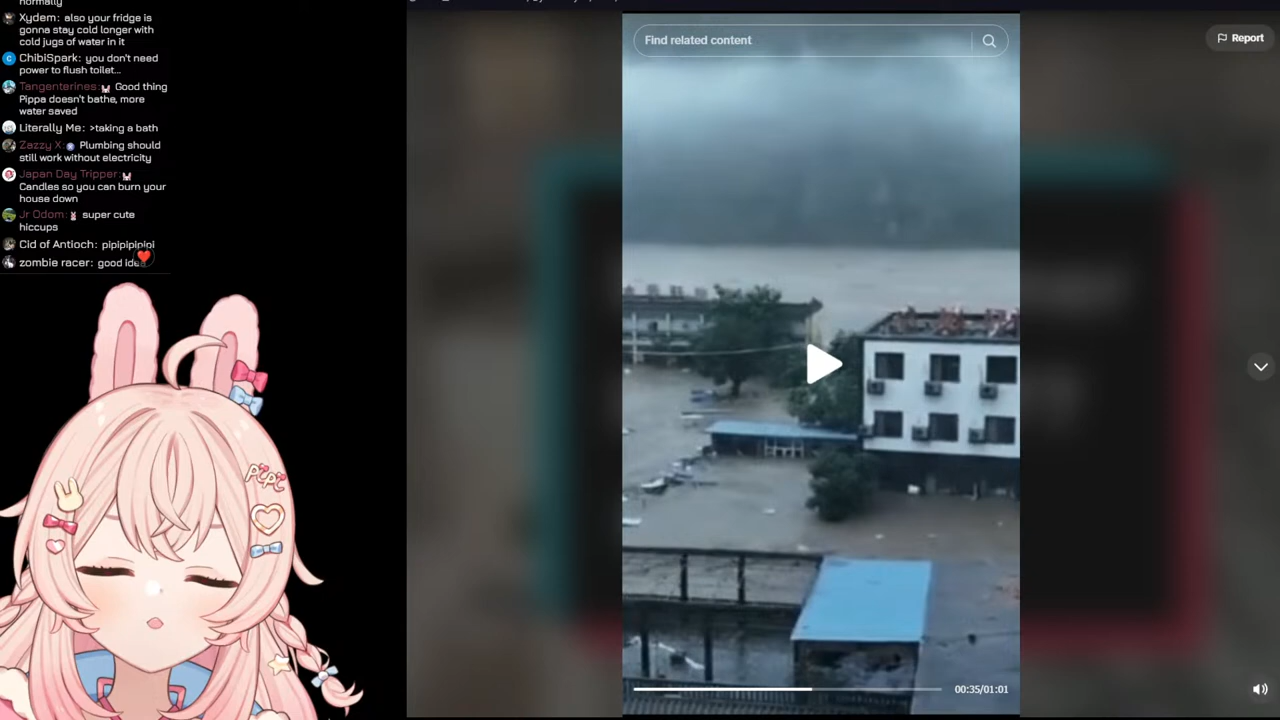 normally
Xydem: also your fridge is
gonna stay cold longer with
cold jugs of water in it
ChibiSpark: you don't need
power to flush toilet...
Tangenterines: Good thing
Pippa doesn't bathe, more
water saved
Literally Me: >taking a bath
Zazzy X: Plumbing should
still work without electricity
Japan Day Tripper:
Candles so you can burn your
house down
Jr Odom: super cute
hiccups
Cid of Antioch: pipipipipipi
zombie racer: good idea
PiPi
Find related content
Report
00:35/01:01